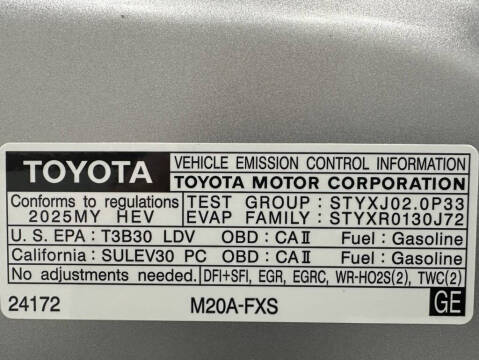 TOYOTA VEHICLE EMISSION CONTROL INFORMATION
TOYOTA MOTOR CORPORATION
Conforms to regulations TEST GROUP : STYXJ02.0P33
2025MY HEV EVAP FAMILY : STYXR0130J72
U. S. EPA : T3B30 LDV OBD : CAⅡ Fuel : Gasoline
California : SULEV30 PC OBD : CAⅡ Fuel : Gasoline
No adjustments needed. DFI+SFI, EGR, EGRC, WR-HO2S(2), TWC(2)
24172 M20A-FXS GE